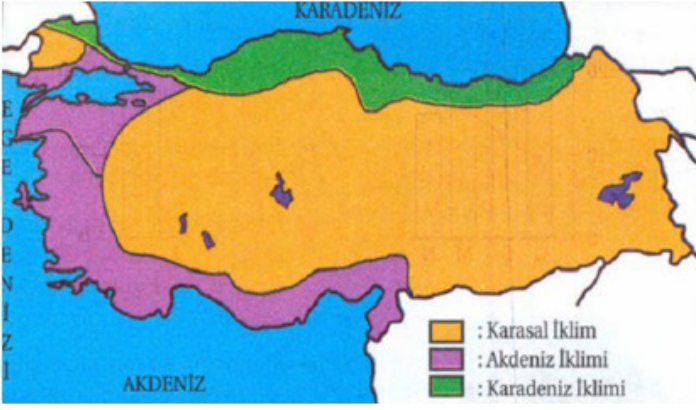 KARADENİZ
EGE DENİZİ
AKDENİZ
: Karasal İklim
: Akdeniz İklimi
: Karadeniz İklimi